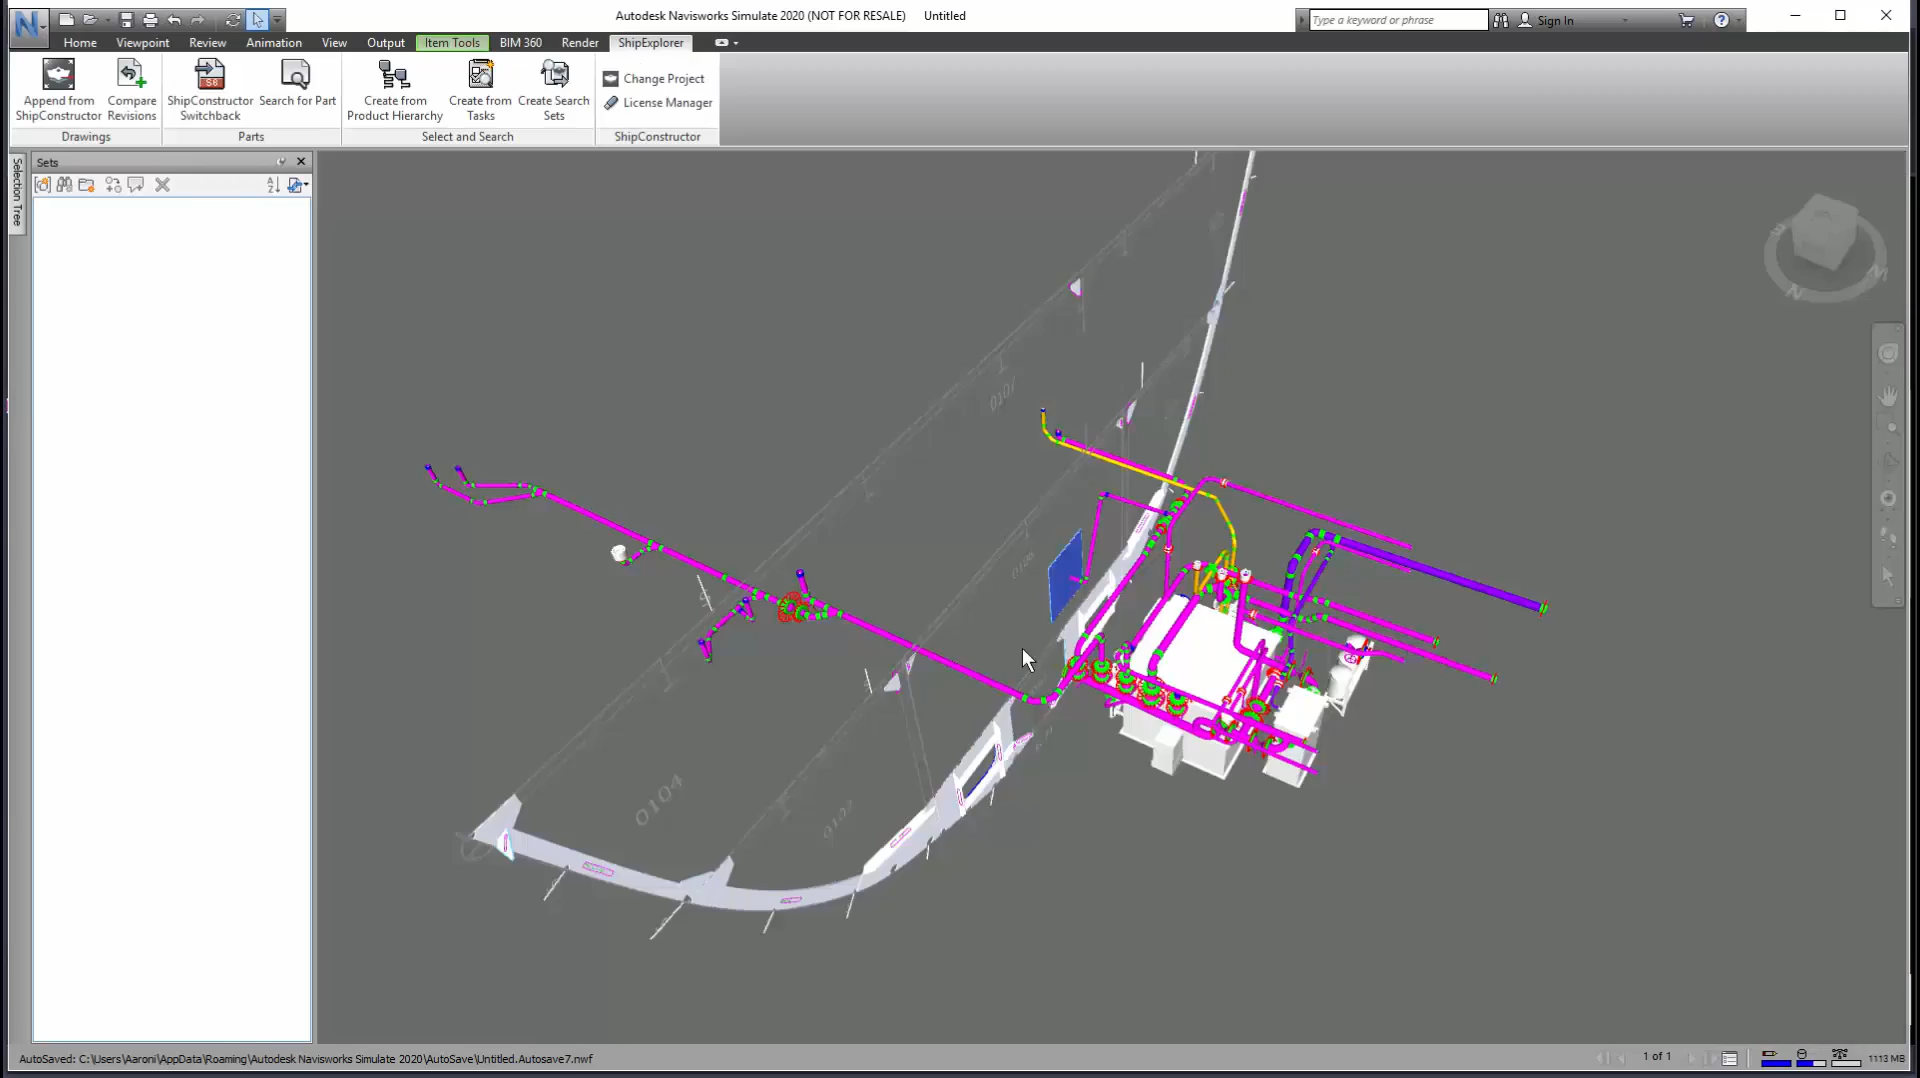 Autodesk Navisworks Simulate 2020 (NOT FOR RESALE) Untitled
Type a keyword or phrase
Sign In
Home Viewpoint Review Animation View Output Item Tools BIM 360 Render ShipExplorer
Append from ShipConstructor
Compare Revisions
Drawings
ShipConstructor Switchback
Search for Part
Parts
Create from Product Hierarchy
Create from Tasks
Create Search Sets
Select and Search
Change Project
License Manager
ShipConstructor
Selection Tree
Sets
0104
AutoSaved: C:\Users\Aaroni\AppData\Roaming\Autodesk Navisworks Simulate 2020\AutoSave\Untitled.Autosave7.nwf
1 of 1
1113 MB